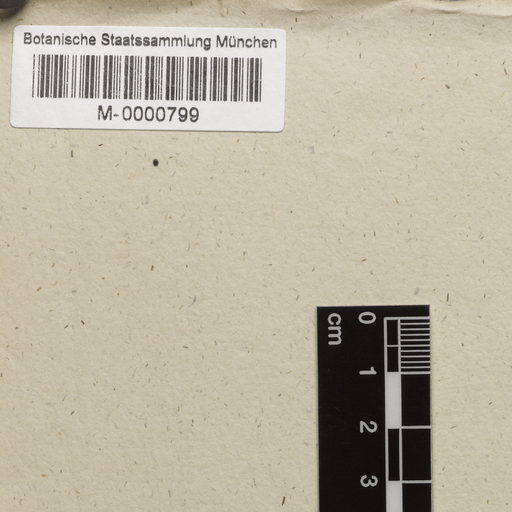 Botanische Staatssammlung München
M-0000799
cm
0
1
2
3